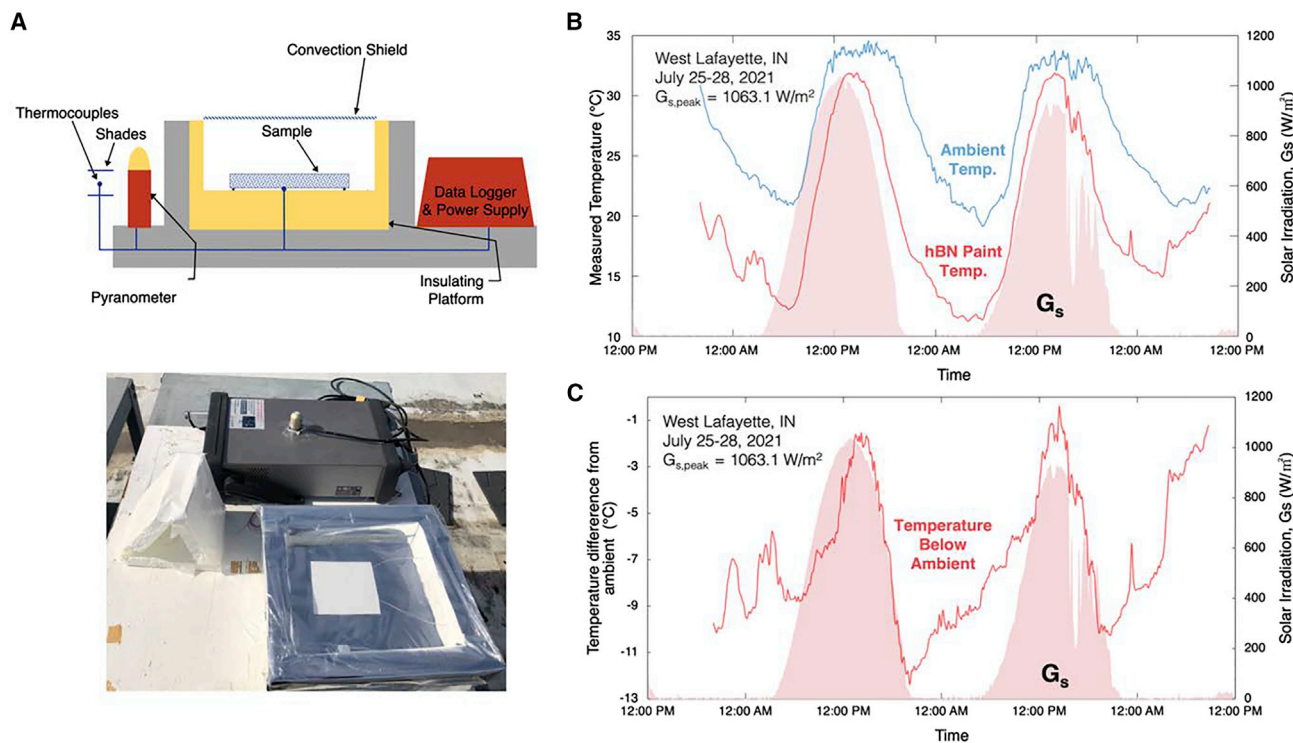 A
Convection Shield
Thermocouples
Shades
Sample
Data Logger
& Power Supply
Pyranometer
Insulating
Platform
B
35
30
25
20
15
10
Measured Temperature (°C)
West Lafayette, IN
July 25-28, 2021
Gs,peak = 1063.1 W/m²
Ambient
Temp.
hBN Paint
Temp.
Gs
1200
1000
800
600
400
200
0
Solar Irradiation, Gs (W/m²)
12:00 PM
12:00 AM
12:00 PM
12:00 AM
12:00 PM
12:00 AM
12:00 PM
Time
C
-1
-3
-5
-7
-9
-11
-13
Temperature differerence from
ambient (°C)
West Lafayette, IN
July 25-28, 2021
Gs,peak = 1063.1 W/m²
Temperature
Below
Ambient
Gs
1200
1000
800
600
400
200
0
Solar Irradiation, Gs (W/m²)
12:00 PM
12:00 AM
12:00 PM
12:00 AM
12:00 PM
12:00 AM
12:00 PM
Time